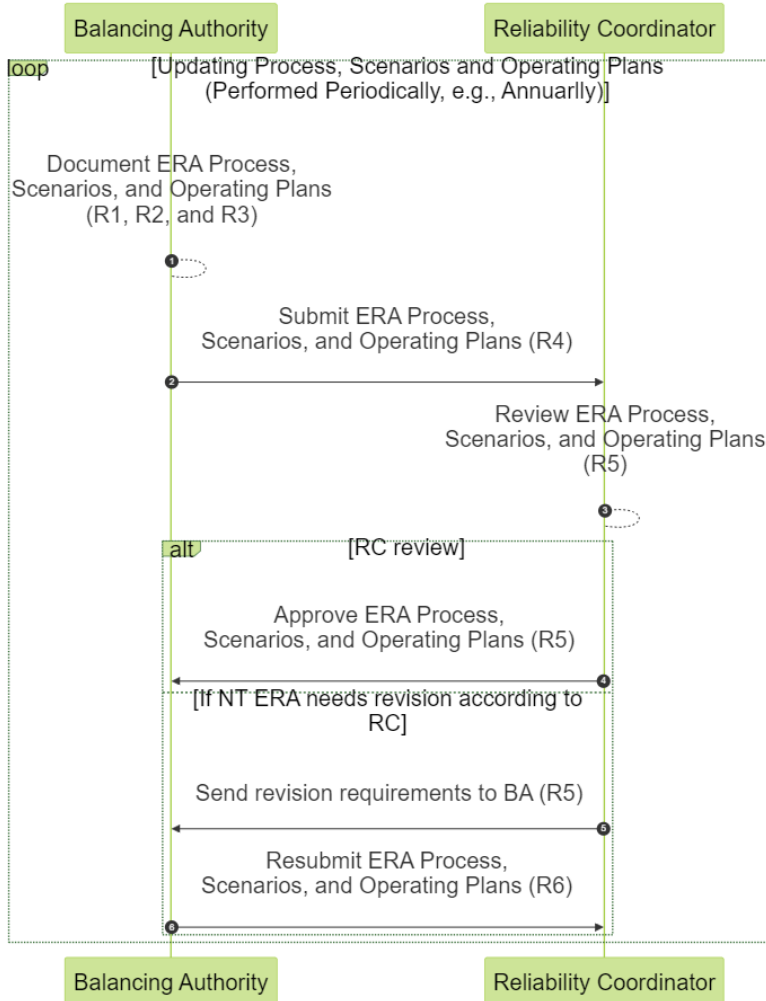 Balancing Authority
Reliability Coordinator
loop
[Updating Process, Scenarios and Operating Plans
(Performed Periodically, e.g., Annuarlly)]
Document ERA Process,
Scenarios, and Operating Plans
(R1, R2, and R3)
1
Submit ERA Process,
Scenarios, and Operating Plans (R4)
2
Review ERA Process,
Scenarios, and Operating Plans
(R5)
3
alt
[RC review]
Approve ERA Process,
Scenarios, and Operating Plans (R5)
4
[If NT ERA needs revision according to
RC]
Send revision requirements to BA (R5)
5
Resubmit ERA Process,
Scenarios, and Operating Plans (R6)
6
Balancing Authority
Reliability Coordinator